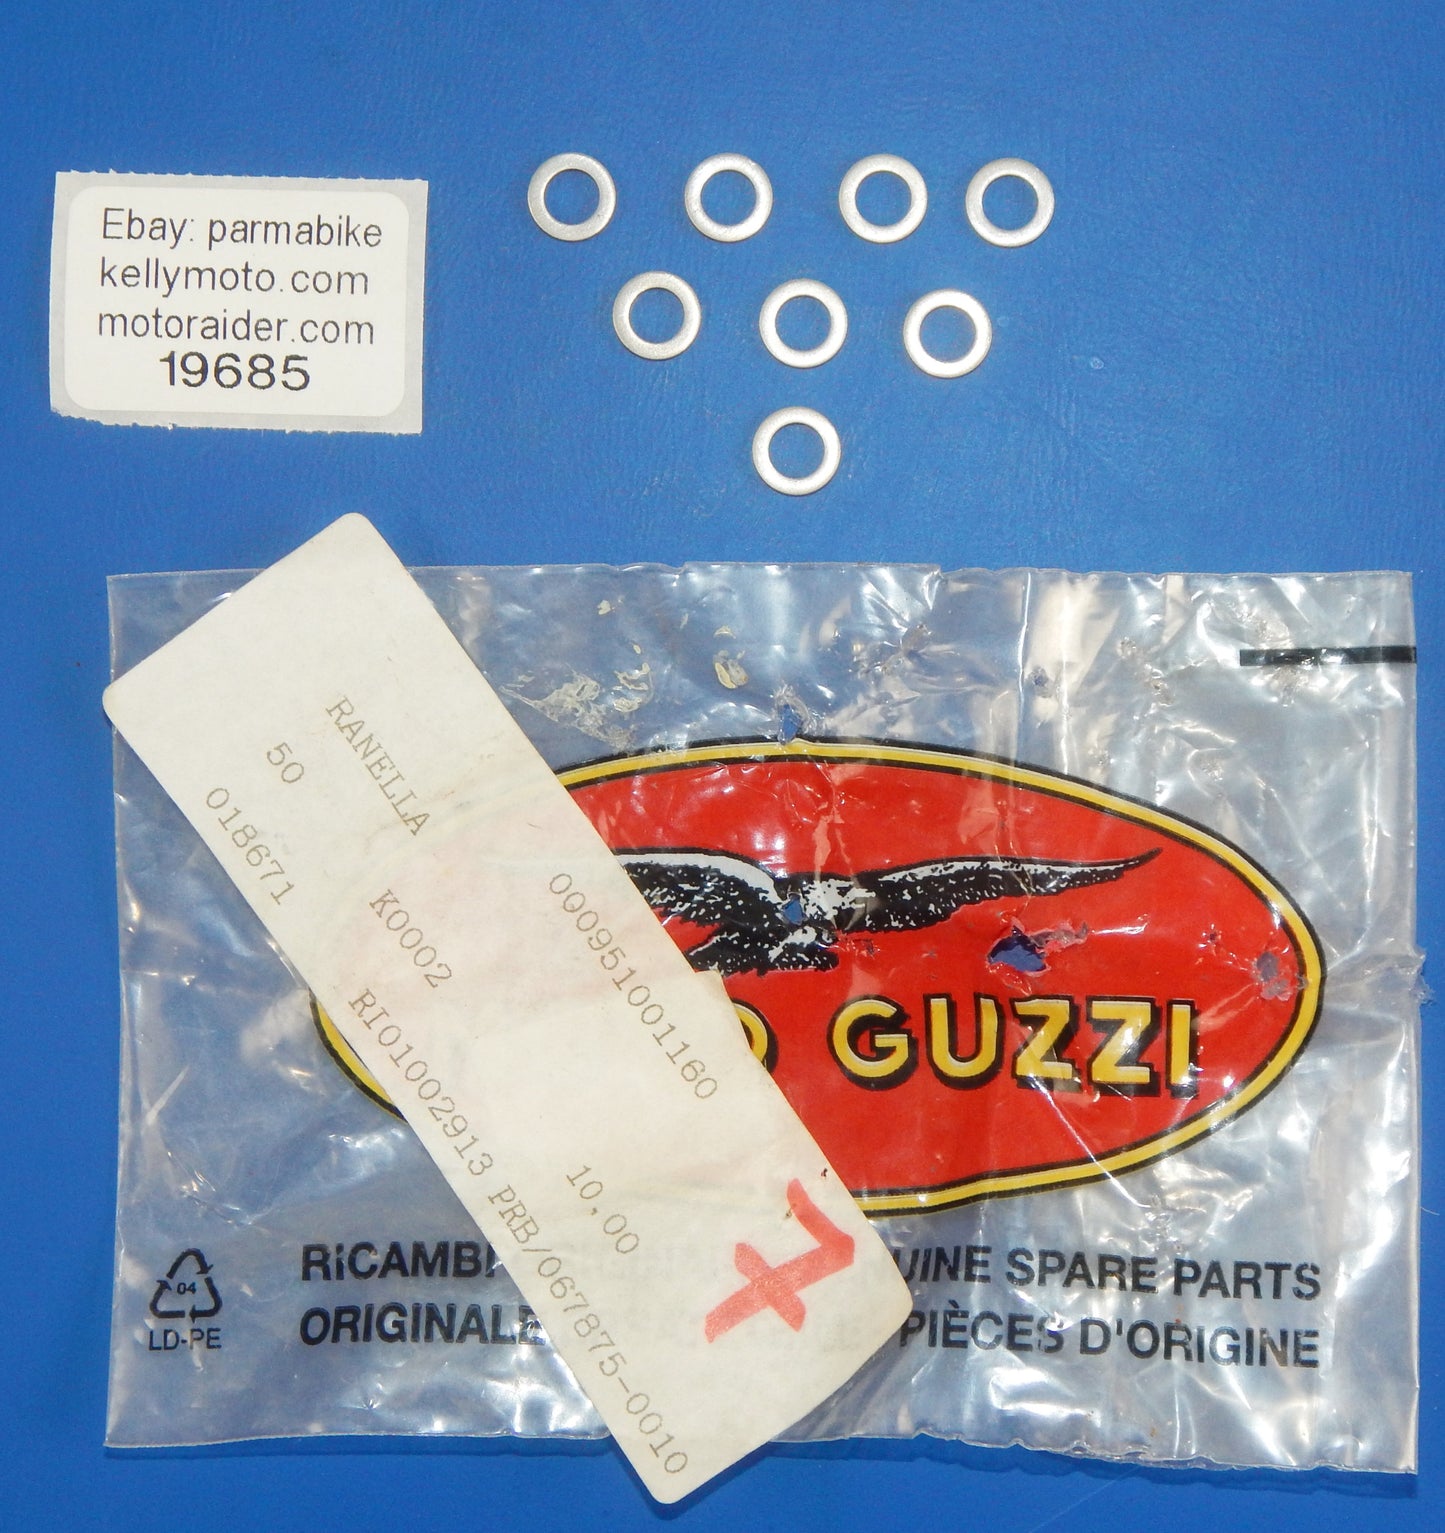 Ebay: parmabike
kellymoto.com
motoraider.com
19685
RANELLA
000951001160
50
K0002
10,00
018671
RI01002913 PRB/067875-0010
7
GUZZI
04
LD-PE
RICAMBI
SPARE PARTS
ORIGINALE
PIÈCES D'ORIGINE